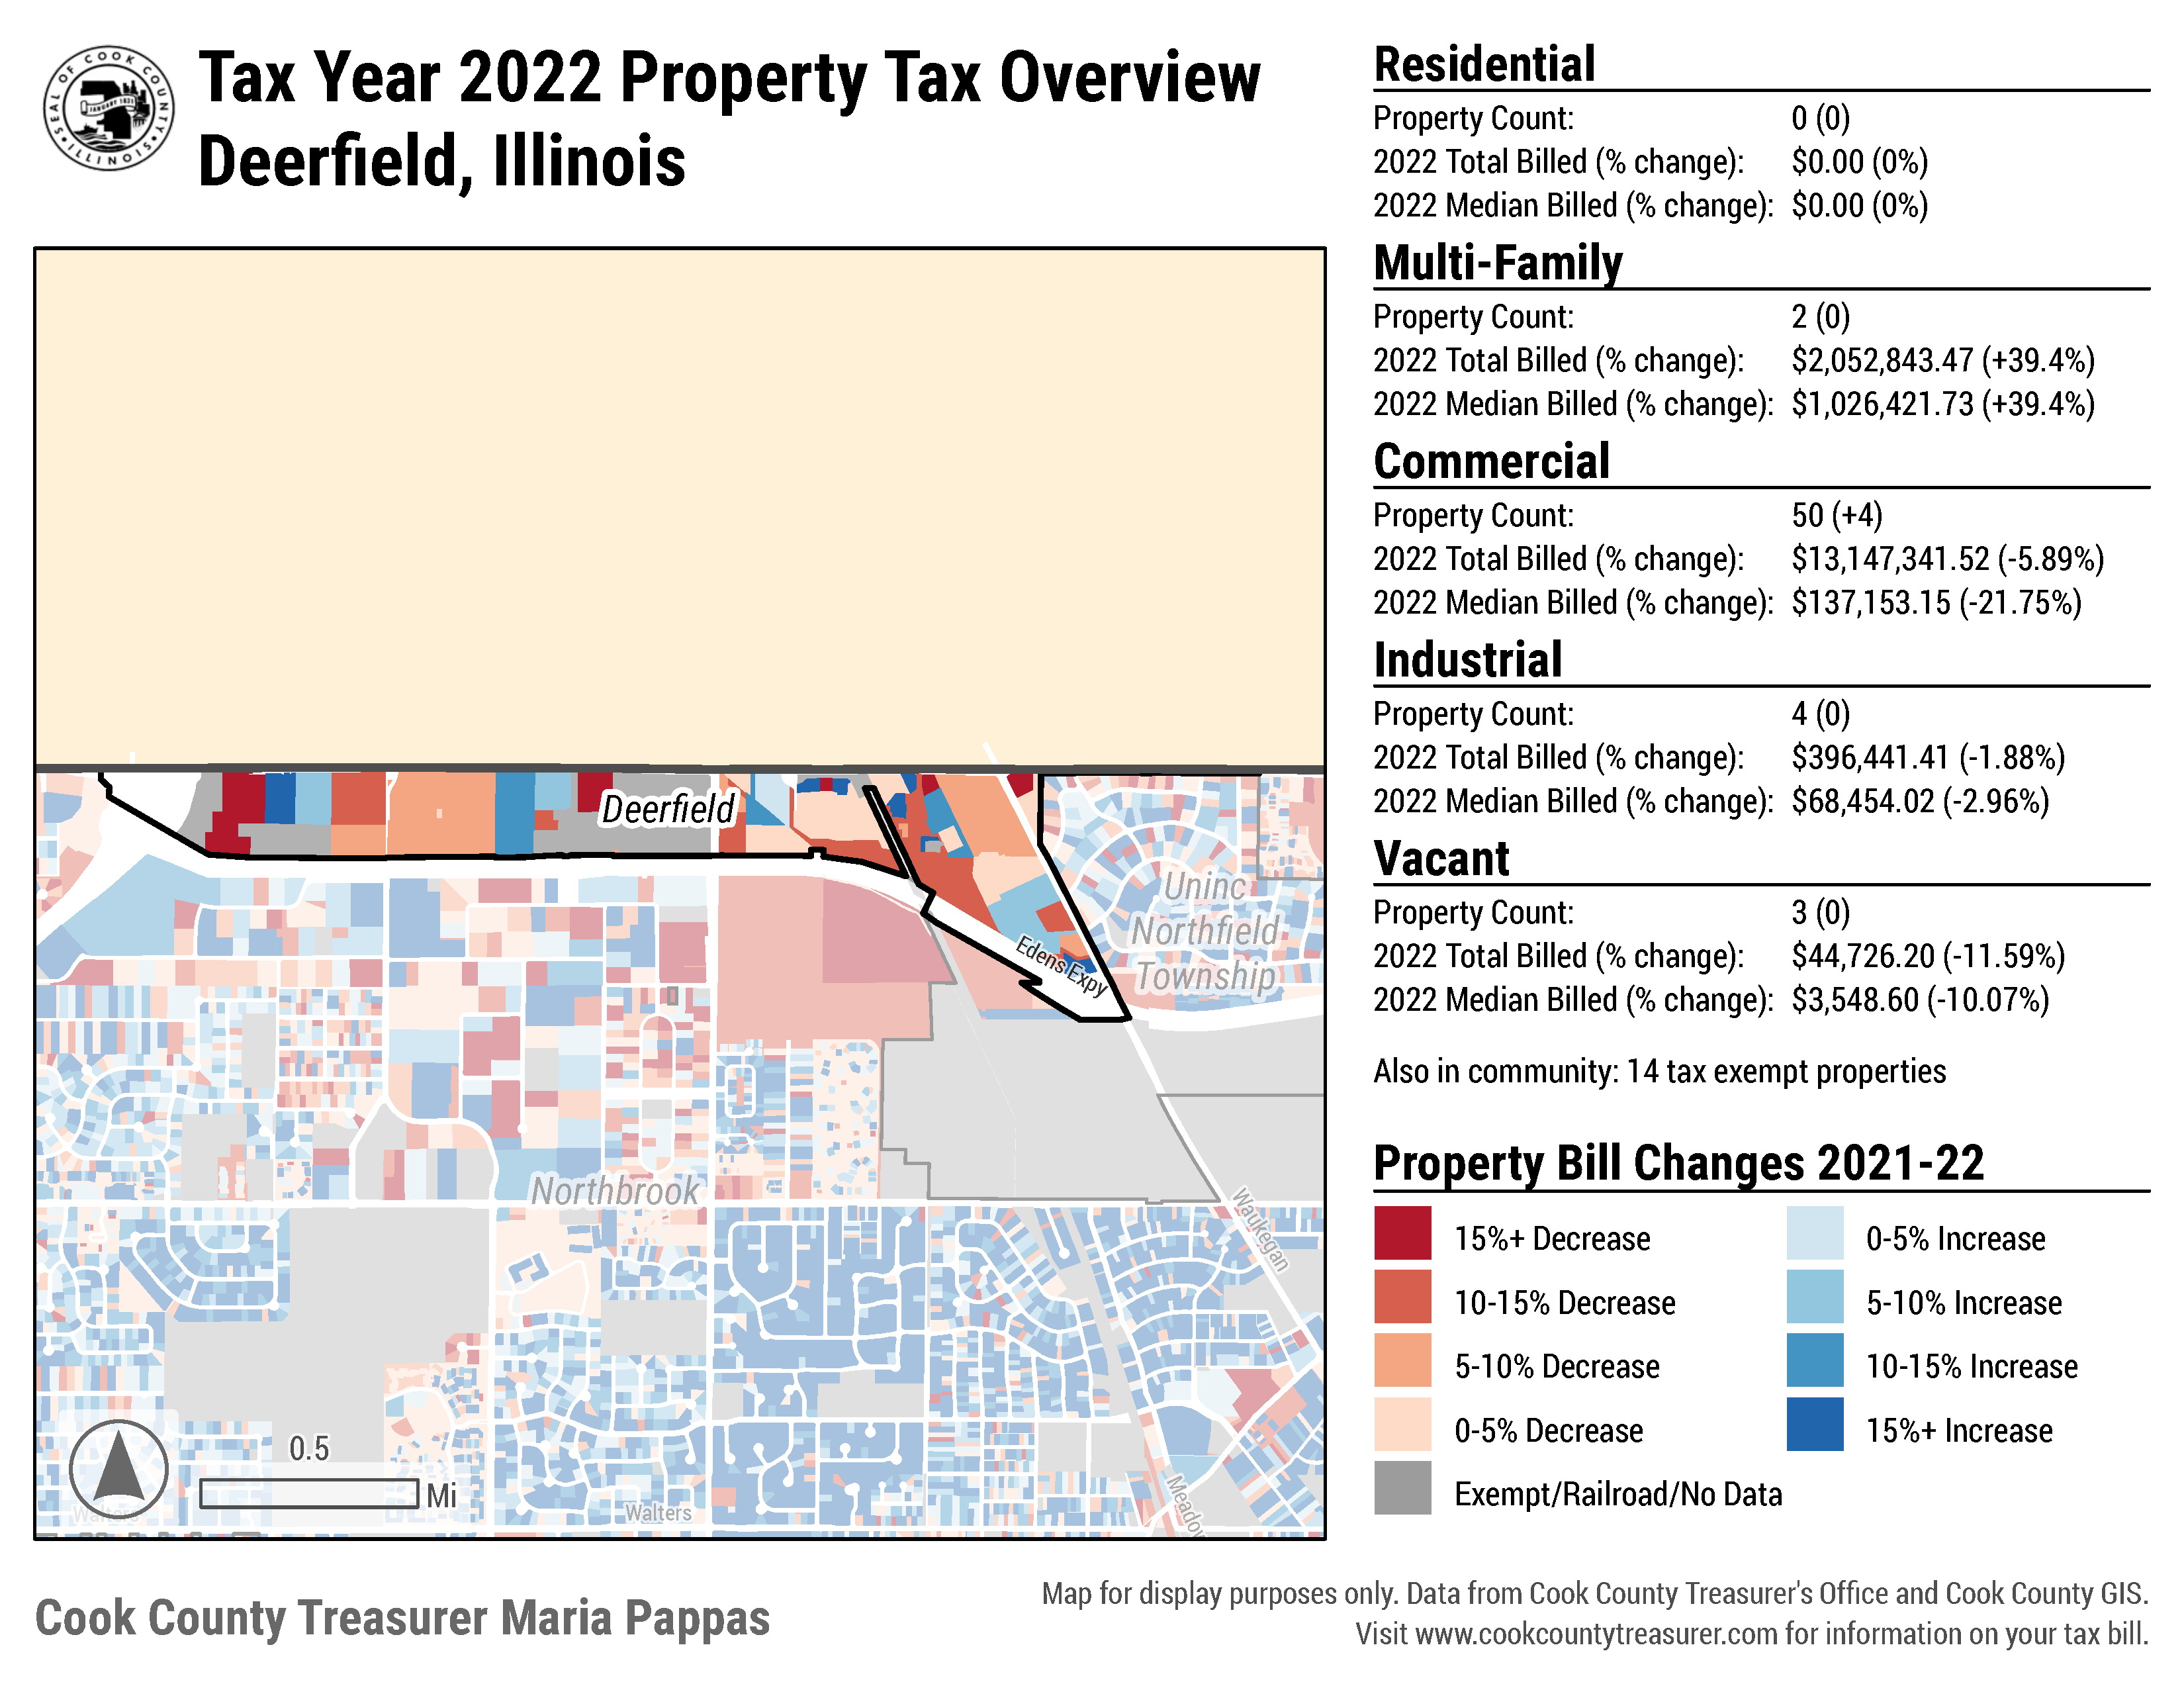 SEAL OF COOK COUNTY
JANUARY 1831
ILLINOIS
Tax Year 2022 Property Tax Overview
Deerfield, Illinois
Residential
Property Count: 0 (0)
2022 Total Billed (% change): $0.00 (0%)
2022 Median Billed (% change): $0.00 (0%)
Multi-Family
Property Count: 2 (0)
2022 Total Billed (% change): $2,052,843.47 (+39.4%)
2022 Median Billed (% change): $1,026,421.73 (+39.4%)
Commercial
Property Count: 50 (+4)
2022 Total Billed (% change): $13,147,341.52 (-5.89%)
2022 Median Billed (% change): $137,153.15 (-21.75%)
Industrial
Property Count: 4 (0)
2022 Total Billed (% change): $396,441.41 (-1.88%)
2022 Median Billed (% change): $68,454.02 (-2.96%)
Vacant
Property Count: 3 (0)
2022 Total Billed (% change): $44,726.20 (-11.59%)
2022 Median Billed (% change): $3,548.60 (-10.07%)
Also in community: 14 tax exempt properties
Property Bill Changes 2021-22
15%+ Decrease
10-15% Decrease
5-10% Decrease
0-5% Decrease
Exempt/Railroad/No Data
0-5% Increase
5-10% Increase
10-15% Increase
15%+ Increase
Deerfield
Uninc
Northfield
Township
Edens Expy
Northbrook
Waukegan
0.5
Mi
Walters
Walters
Meadow
Cook County Treasurer Maria Pappas
Map for display purposes only. Data from Cook County Treasurer's Office and Cook County GIS.
Visit www.cookcountytreasurer.com for information on your tax bill.